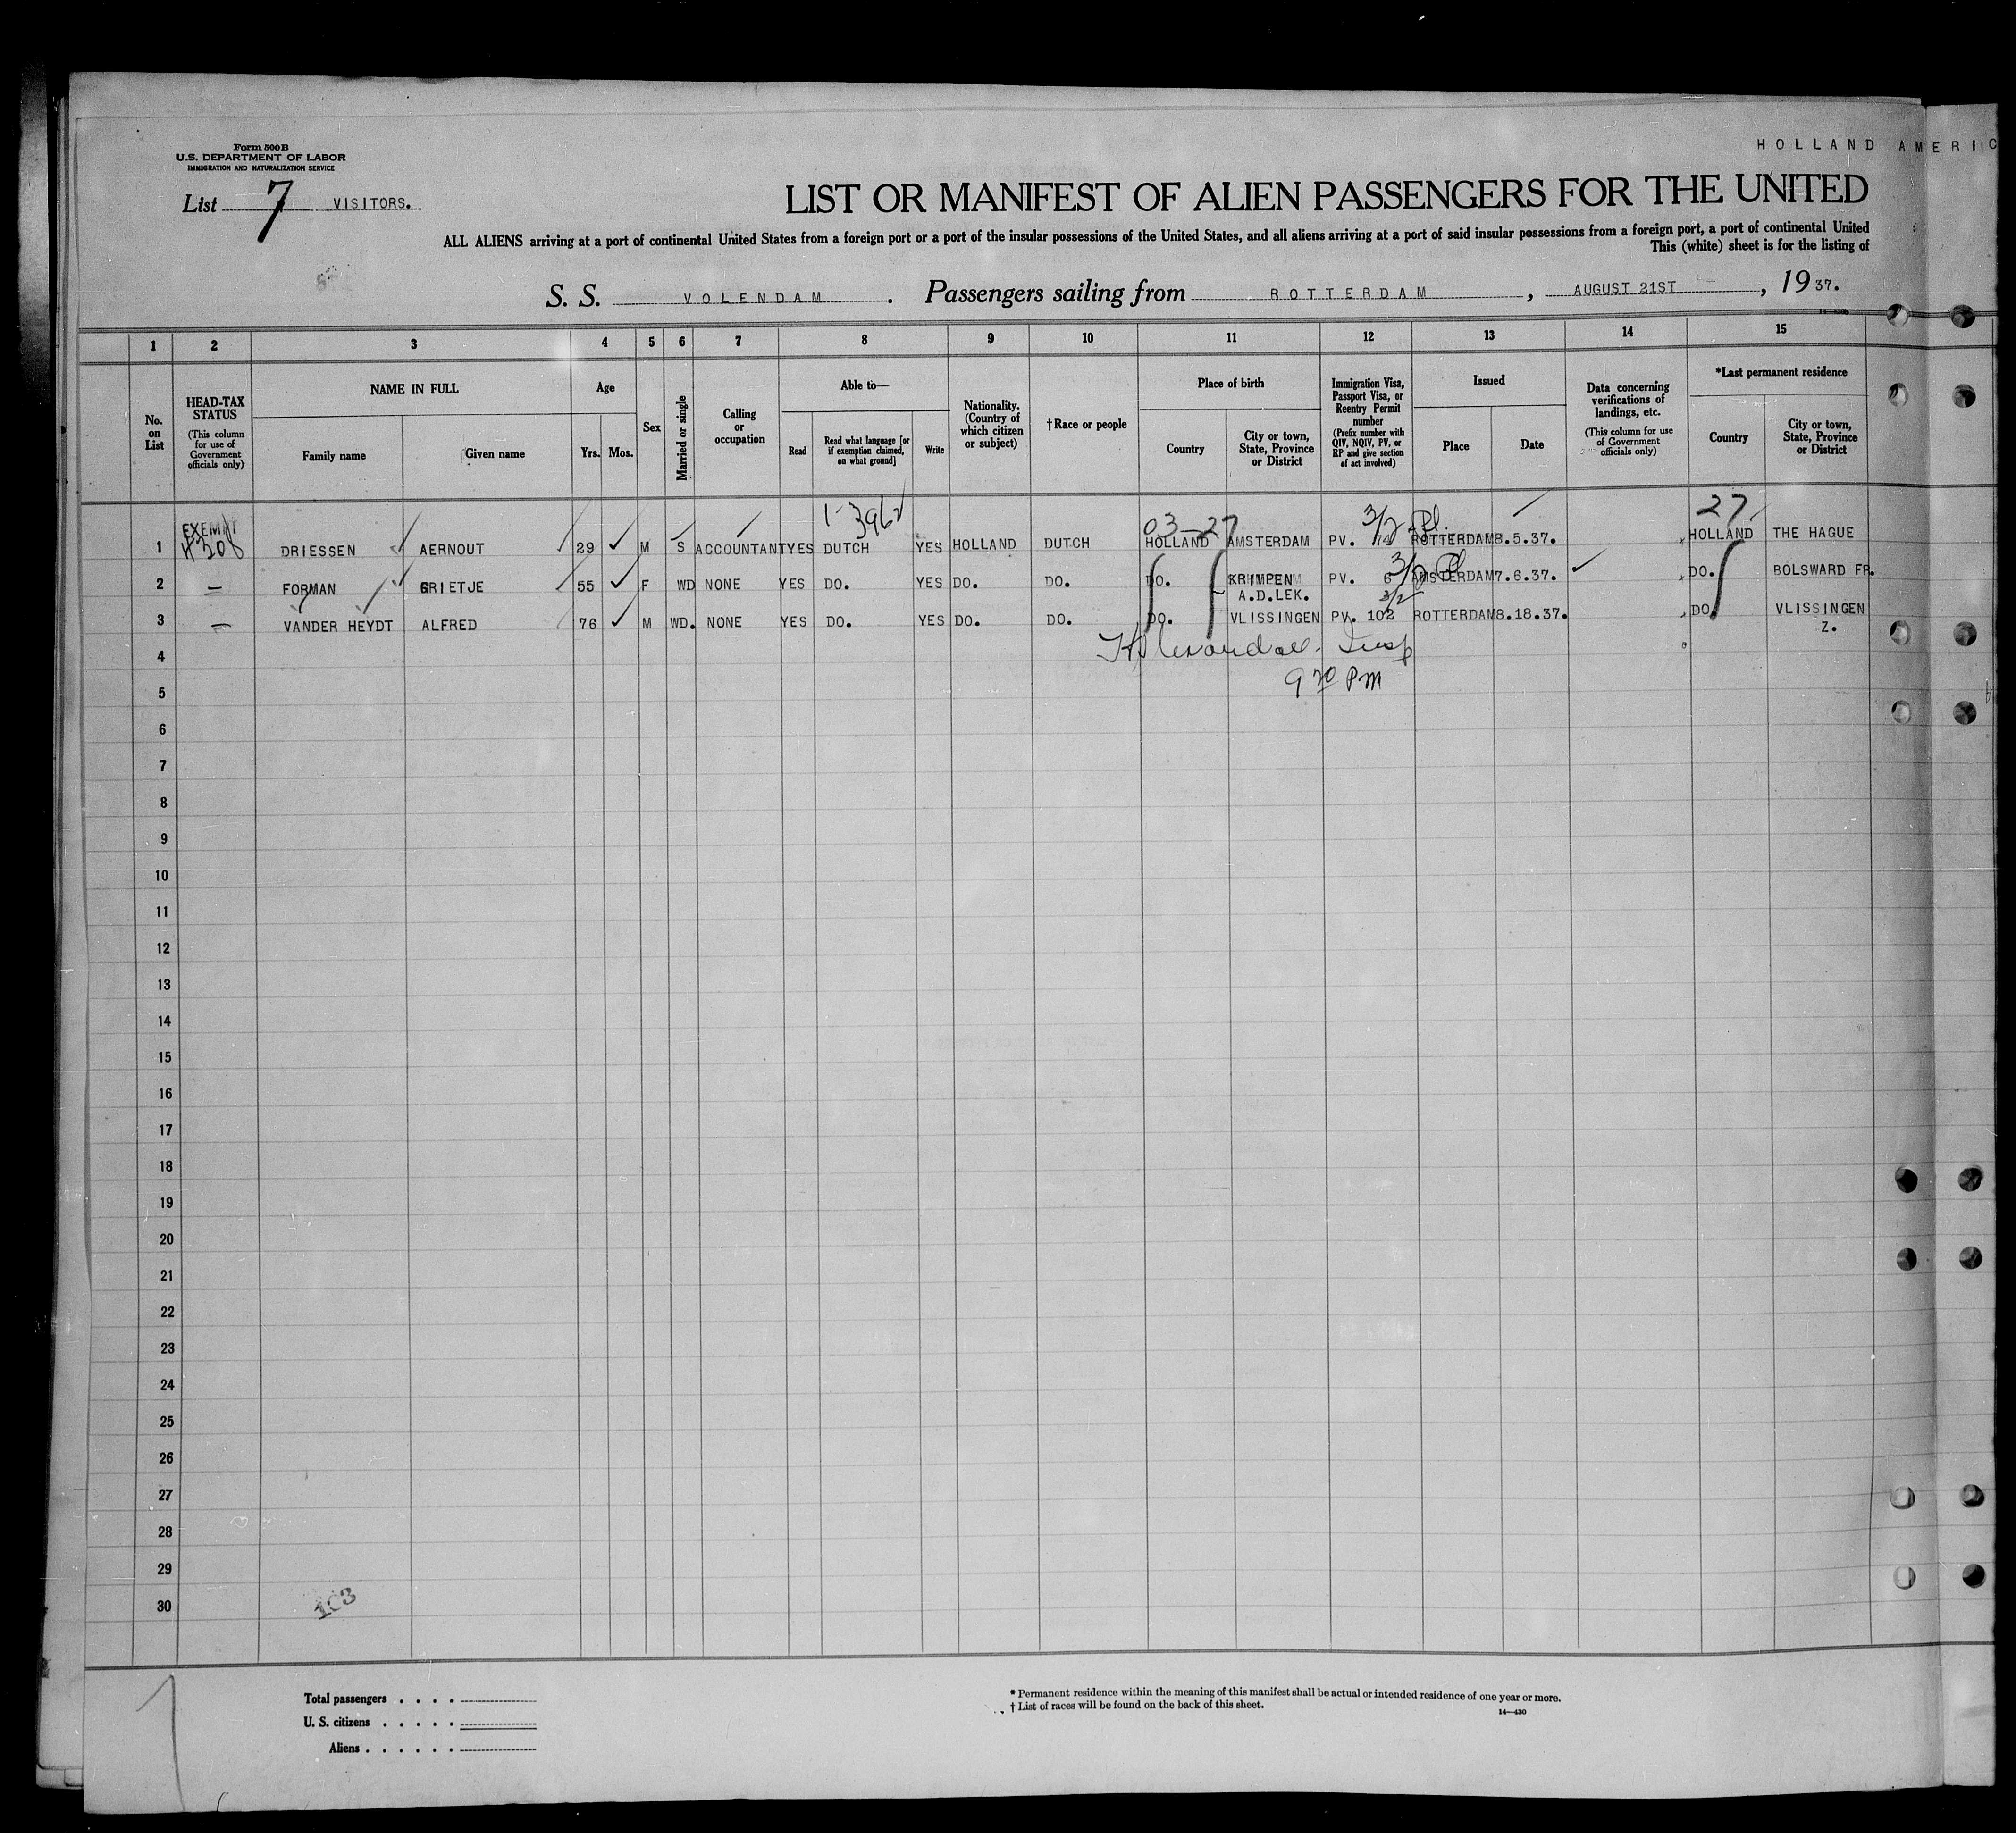 HOLLAND AMERIC
Form 500B
U.S. DEPARTMENT OF LABOR
IMMIGRATION AND NATURALIZATION SERVICE
List 7 VISITORS.
LIST OR MANIFEST OF ALIEN PASSENGERS FOR THE UNITED
ALL ALIENS arriving at a port of continental United States from a foreign port or a port of the insular possessions of the United States, and all aliens arriving at a port of said insular possessions from a foreign port, a port of continental United
This (white) sheet is for the listing of
S. S. VOLENDAM. Passengers sailing from ROTTERDAM, AUGUST 21ST, 1937.
1 2 3 4 5 6 7 8 9 10 11 12 13 14 15
No. on List
HEAD-TAX STATUS
(This column for use of Government officials only)
NAME IN FULL
Family name
Given name
Age
Yrs. Mos.
Sex
Married or single
Calling or occupation
Able to—
Read
Read what language [or if exemption claimed, on what ground]
Write
Nationality. (Country of which citizen or subject)
†Race or people
Place of birth
Country
City or town, State, Province or District
Immigration Visa, Passport Visa, or Reentry Permit number
(Prefix number with QIV, NQIV, PV, or RP and give section of act involved)
Issued
Place
Date
Data concerning verifications of landings, etc.
(This column for use of Government officials only)
*Last permanent residence
Country
City or town, State, Province or District
1-3962 03-27 3/2 27
EXEMPT
1 DRIESSEN AERNOUT 29 M S ACCOUNTANT YES DUTCH YES HOLLAND DUTCH HOLLAND AMSTERDAM PV. ROTTERDAM 8.5.37. HOLLAND THE HAGUE
2 — FORMAN GRIETJE 55 F WD NONE YES DO. YES DO. DO. DO. KRIMPEN PV. 6 AMSTERDAM 7.6.37. DO. BOLSWARD FR.
A.D.LEK. 3/2
3 — VANDER HEYDT ALFRED 76 M WD. NONE YES DO. YES DO. DO. DO. VLISSINGEN PV. 102 ROTTERDAM 8.18.37. DO. VLISSINGEN
Z.
4
Insp
5
9 20 PM
6
7
8
9
10
11
12
13
14
15
16
17
18
19
20
21
22
23
24
25
26
27
28
29
30
103
Total passengers . . . .
U. S. citizens . . . . .
Aliens . . . . . .
* Permanent residence within the meaning of this manifest shall be actual or intended residence of one year or more.
† List of races will be found on the back of this sheet.
14—430